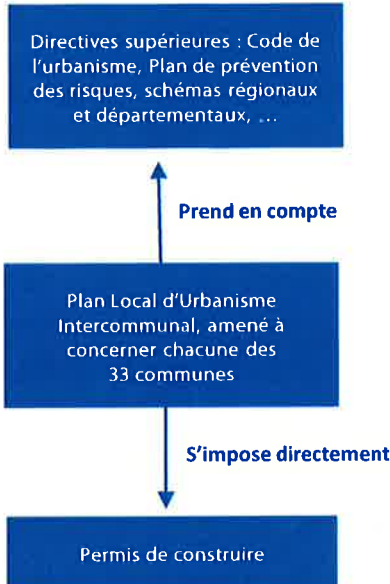 Directives supérieures : Code de
l'urbanisme, Plan de prévention
des risques, schémas régionaux
et départementaux, ...
Prend en compte
Plan Local d'Urbanisme
Intercommunal, amené à
concerner chacune des
33 communes
S'impose directement
Permis de construire